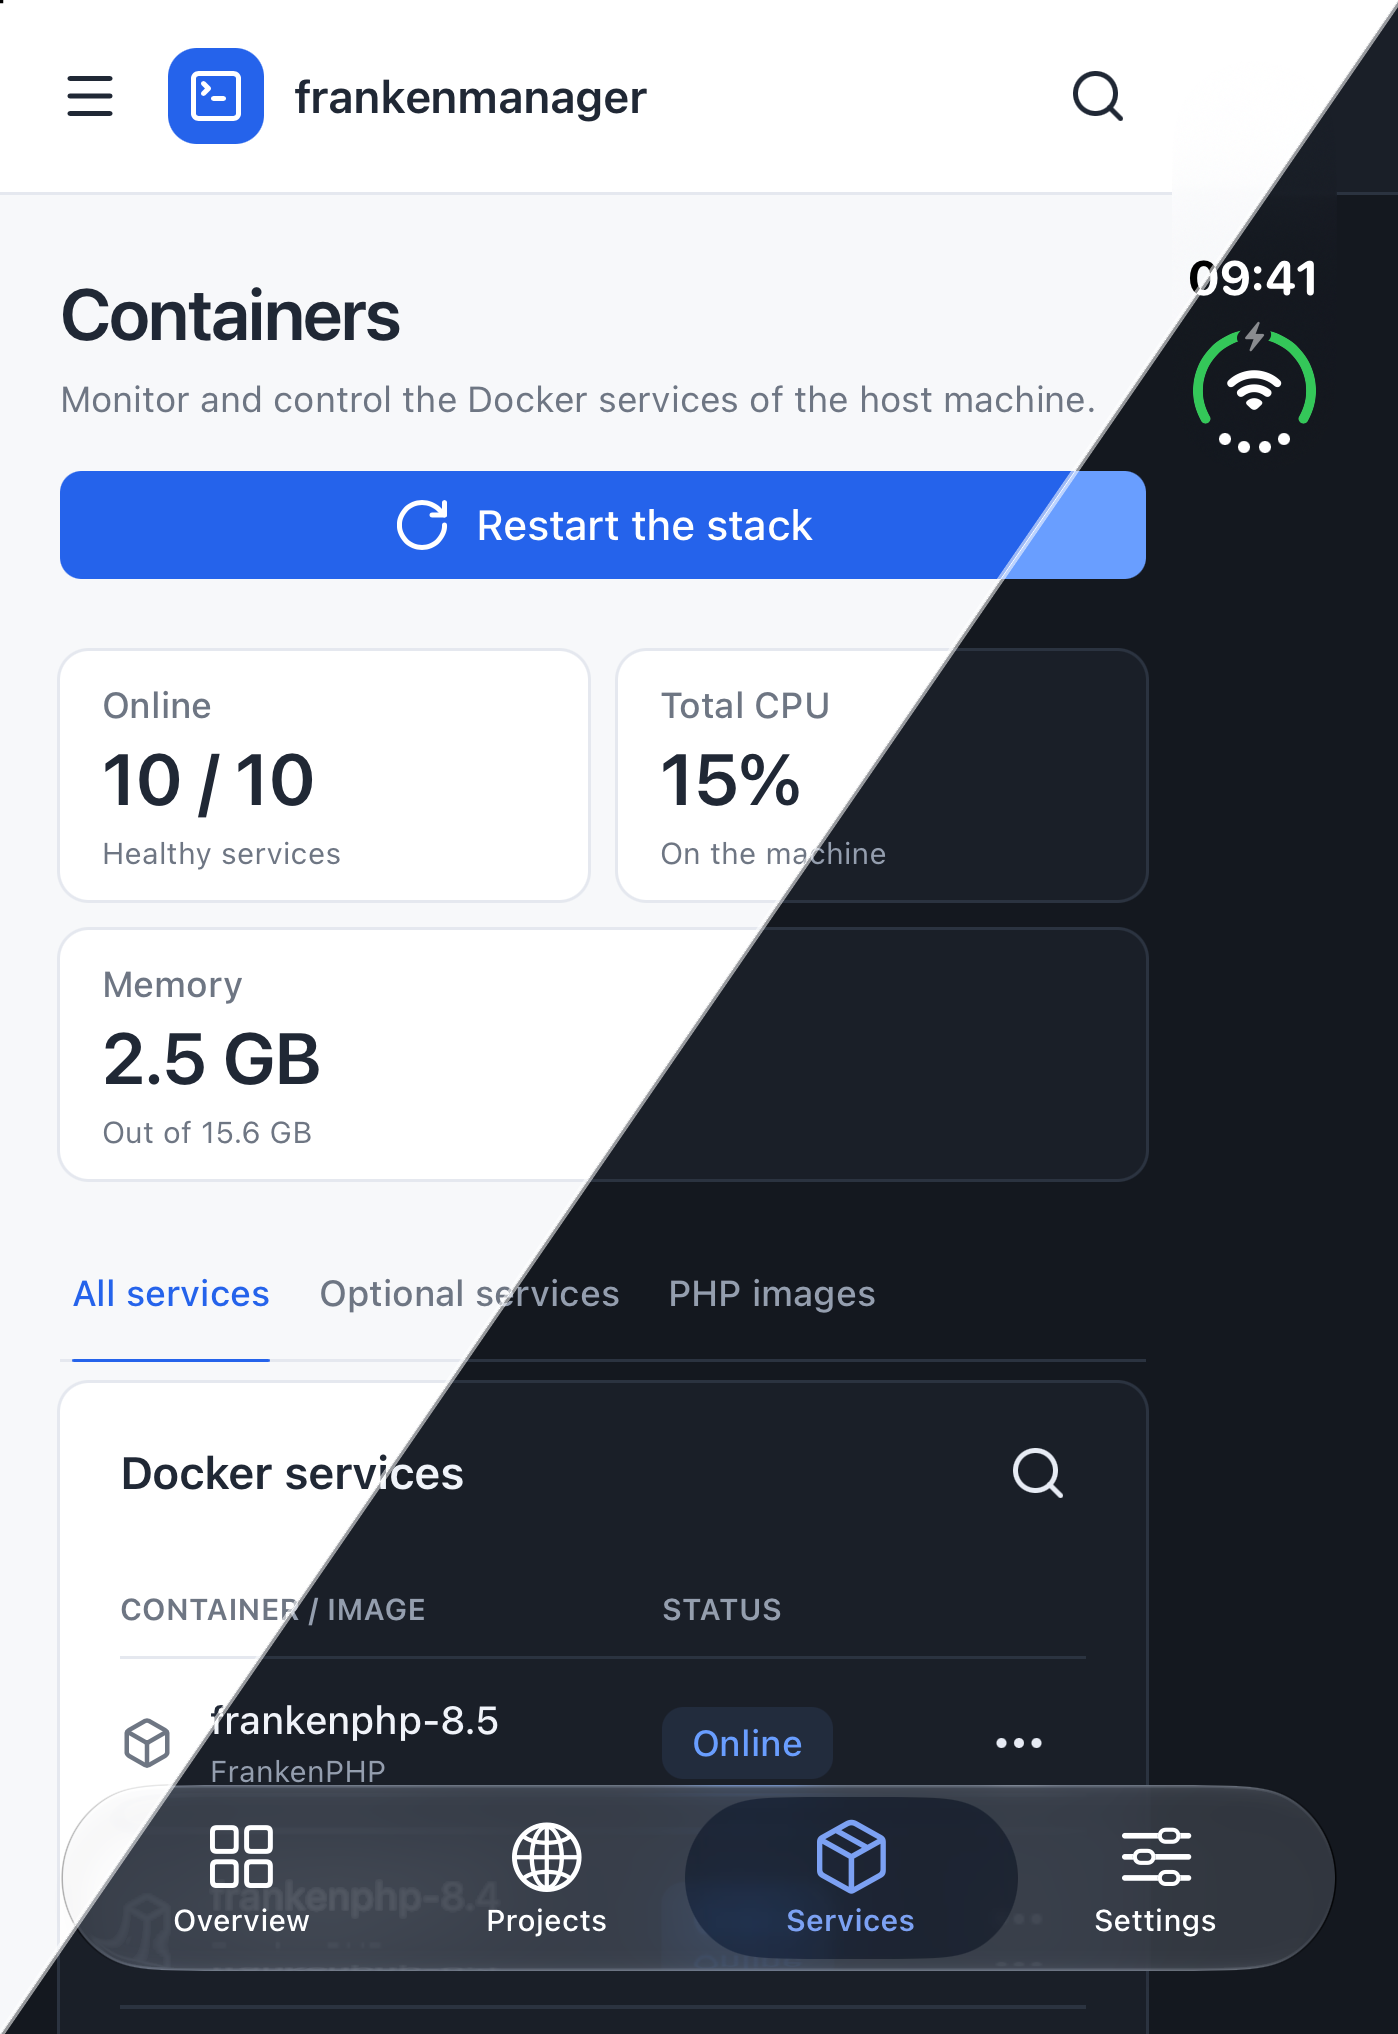 frankenmanager
09:41
Containers
Monitor and control the Docker services of the host machine.
Restart the stack
Online
10 / 10
Healthy services
Total CPU
15%
On the machine
Memory
2.5 GB
Out of 15.6 GB
All services
Optional services
PHP images
Docker services
CONTAINER / IMAGE
STATUS
frankenphp-8.5
FrankenPHP
Online
frankenphp-8.4
Overview
Projects
Services
Settings